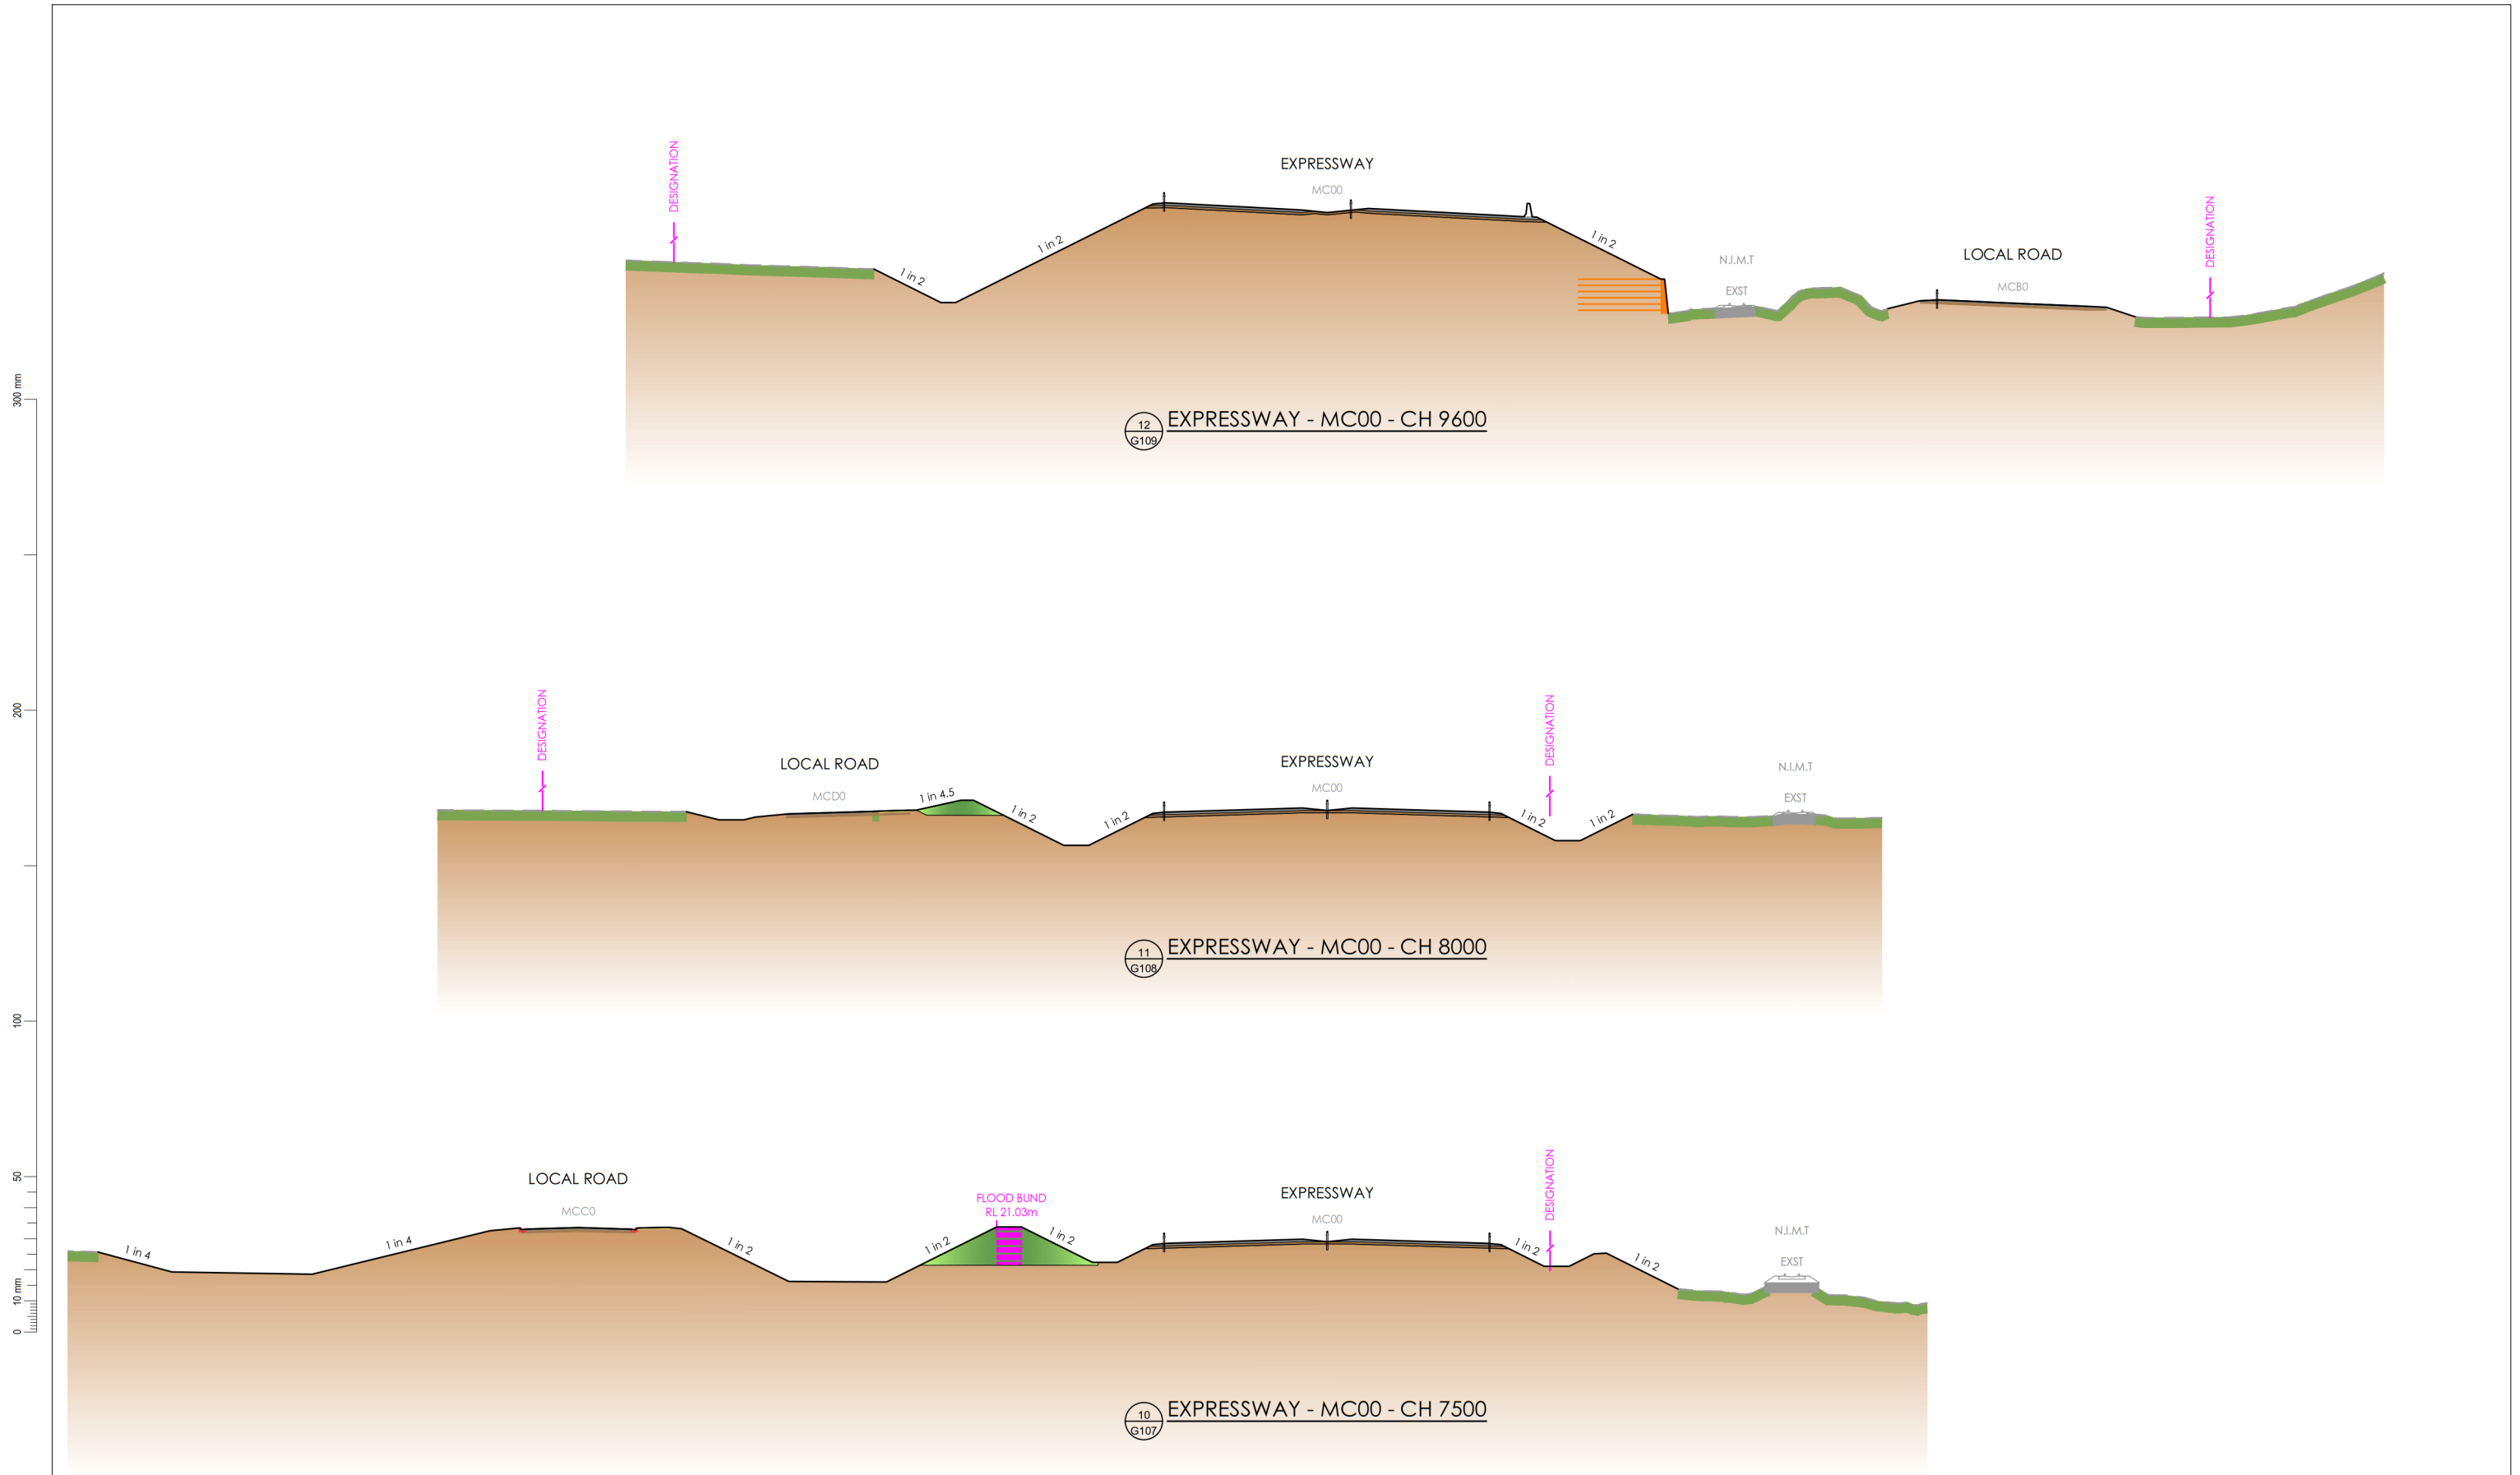 DESIGNATION
EXPRESSWAY
MC00
DESIGNATION
1 in 2
1 in 2
1 in 2
N.I.M.T
EXST
LOCAL ROAD
MCB0
12
G109
EXPRESSWAY - MC00 - CH 9600
300 mm
DESIGNATION
LOCAL ROAD
MCD0
1 in 4.5
1 in 2
1 in 2
EXPRESSWAY
MC00
DESIGNATION
1 in 2
1 in 2
N.I.M.T
EXST
200
11
G108
EXPRESSWAY - MC00 - CH 8000
100
1 in 4
1 in 4
LOCAL ROAD
MCC0
1 in 2
1 in 2
FLOOD BUND
RL 21.03m
1 in 2
EXPRESSWAY
MC00
DESIGNATION
1 in 2
1 in 2
N.I.M.T
EXST
50
10 mm
0
10
G107
EXPRESSWAY - MC00 - CH 7500